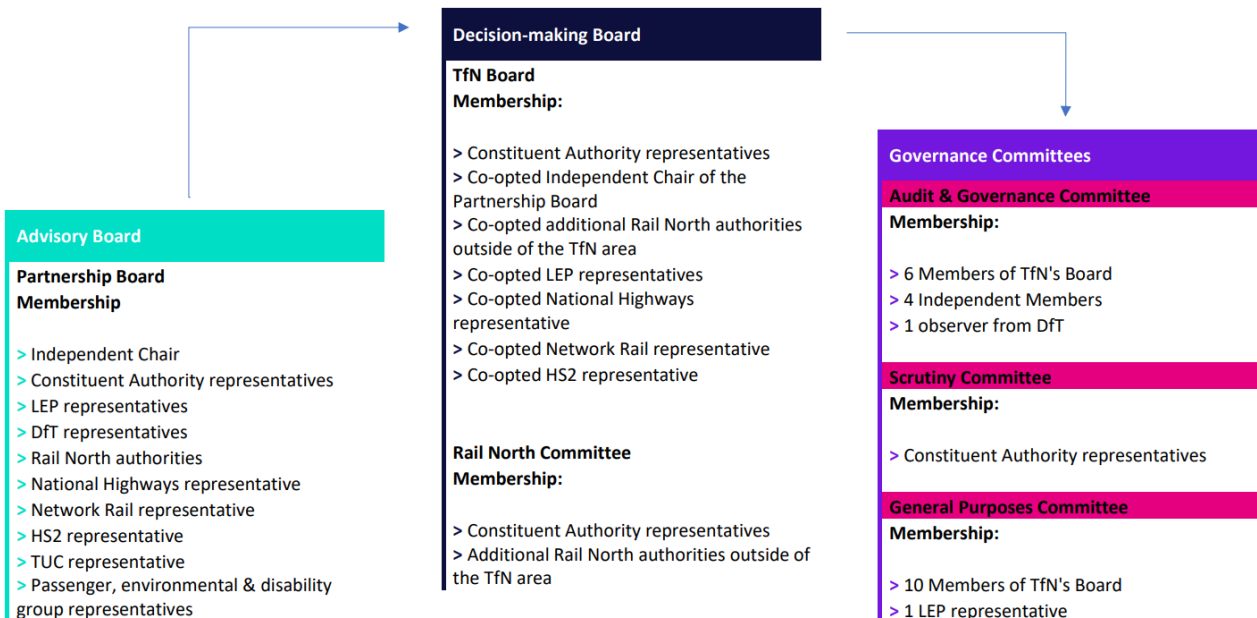 Advisory Board
Partnership Board
Membership
> Independent Chair
> Constituent Authority representatives
> LEP representatives
> DfT representatives
> Rail North authorities
> National Highways representative
> Network Rail representative
> HS2 representative
> TUC representative
> Passenger, environmental & disability
group representatives
Decision-making Board
TfN Board
Membership:
> Constituent Authority representatives
> Co-opted Independent Chair of the
Partnership Board
> Co-opted additional Rail North authorities
outside of the TfN area
> Co-opted LEP representatives
> Co-opted National Highways
representative
> Co-opted Network Rail representative
> Co-opted HS2 representative
Rail North Committee
Membership:
> Constituent Authority representatives
> Additional Rail North authorities outside of
the TfN area
Governance Committees
Audit & Governance Committee
Membership:
> 6 Members of TfN's Board
> 4 Independent Members
> 1 observer from DfT
Scrutiny Committee
Membership:
> Constituent Authority representatives
General Purposes Committee
Membership:
> 10 Members of TfN's Board
> 1 LEP representative